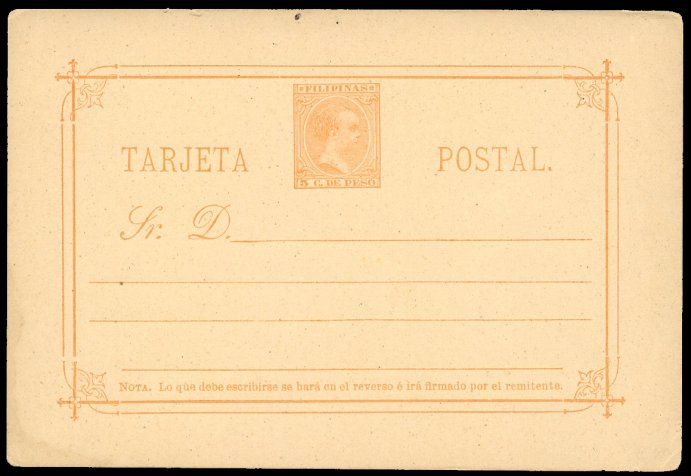 FILIPINAS
5 C. DE PESO
TARJETA POSTAL.
Sr. D.
NOTA. Lo que debe escribirse se hará en el reverso é irá firmado por el remitente.